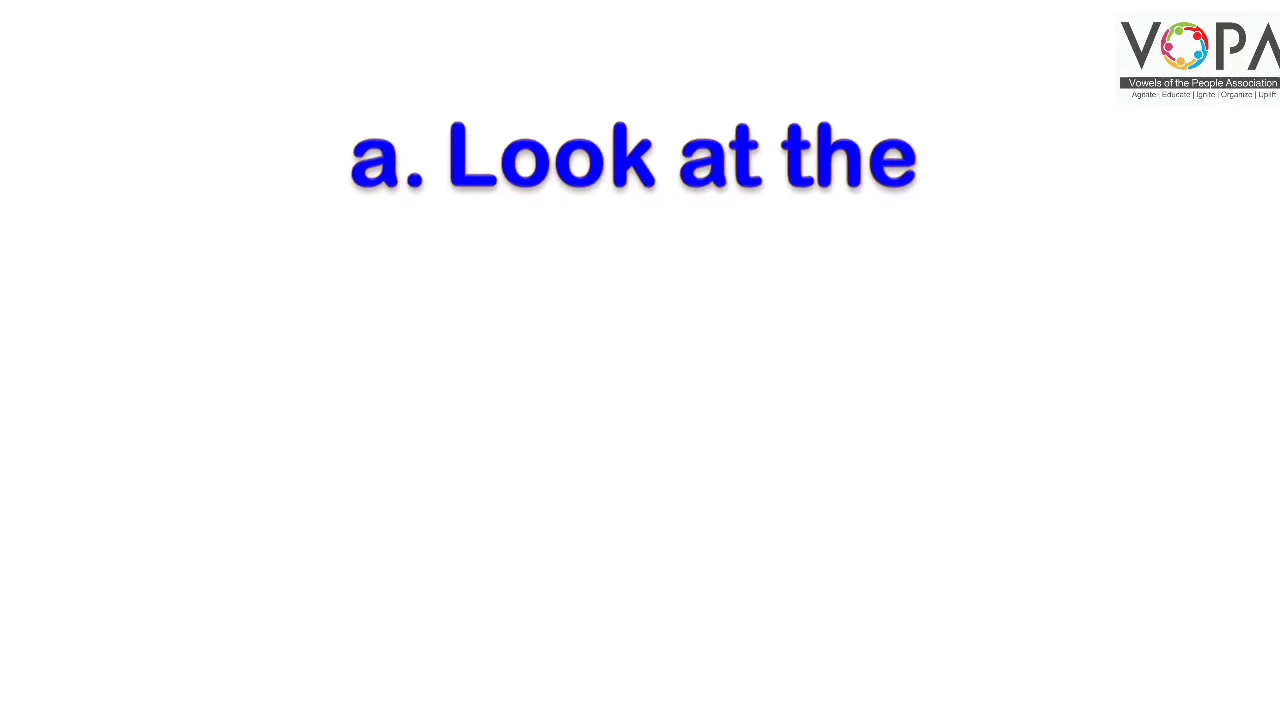 VOPA
Vowels of the People Association
Agitate | Educate | Ignite | Organize | Uplift
a. Look at the